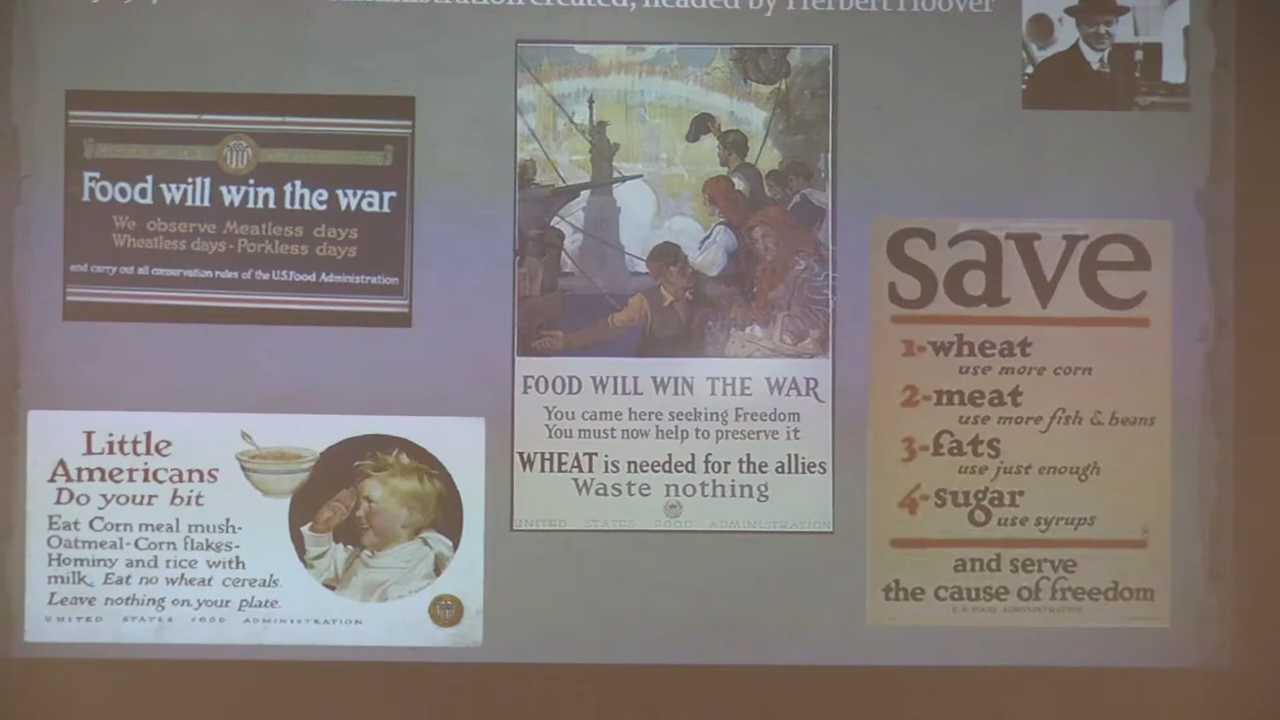 created, headed by Herbert Hoover
Food will win the war
We observe Meatless days
Wheatless days - Porkless days
and carry out all conservation rules of the U.S. Food Administration
FOOD WILL WIN THE WAR
You came here seeking Freedom
You must now help to preserve it
WHEAT is needed for the allies
Waste nothing
UNITED STATES FOOD ADMINISTRATION
save
1-wheat
use more corn
2-meat
use more fish & beans
3-fats
use just enough
4-sugar
use syrups
and serve
the cause of freedom
U.S. FOOD ADMINISTRATION
Little
Americans
Do your bit
Eat Corn meal mush-
Oatmeal-Corn flakes-
Hominy and rice with
milk. Eat no wheat cereals.
Leave nothing on your plate.
UNITED STATES FOOD ADMINISTRATION